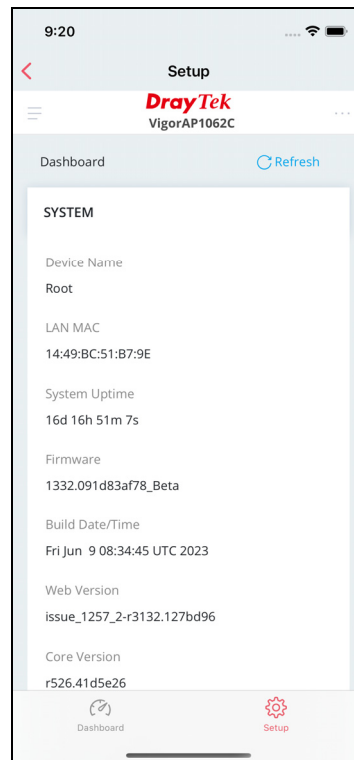 9:20
Setup
DrayTek
VigorAP1062C
Dashboard
Refresh
SYSTEM
Device Name
Root
LAN MAC
14:49:BC:51:B7:9E
System Uptime
16d 16h 51m 7s
Firmware
1332.091d83af78_Beta
Build Date/Time
Fri Jun  9 08:34:45 UTC 2023
Web Version
issue_1257_2-r3132.127bd96
Core Version
r526.41d5e26
Dashboard
Setup